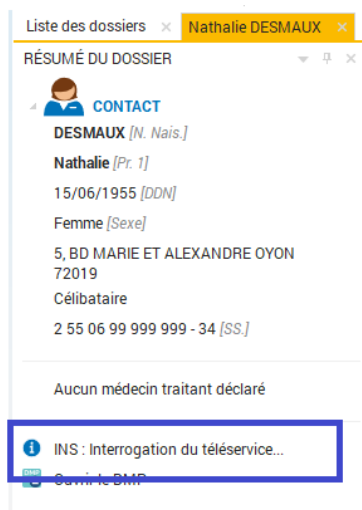 Liste des dossiers × Nathalie DESMAUX ×
RÉSUMÉ DU DOSSIER
CONTACT
DESMAUX [N. Nais.]
Nathalie [Pr. 1]
15/06/1955 [DDN]
Femme [Sexe]
5, BD MARIE ET ALEXANDRE OYON
72019
Célibataire
2 55 06 99 999 999 - 34 [SS.]
Aucun médecin traitant déclaré
INS : Interrogation du téléservice...
DMP Ouvrir le DMP